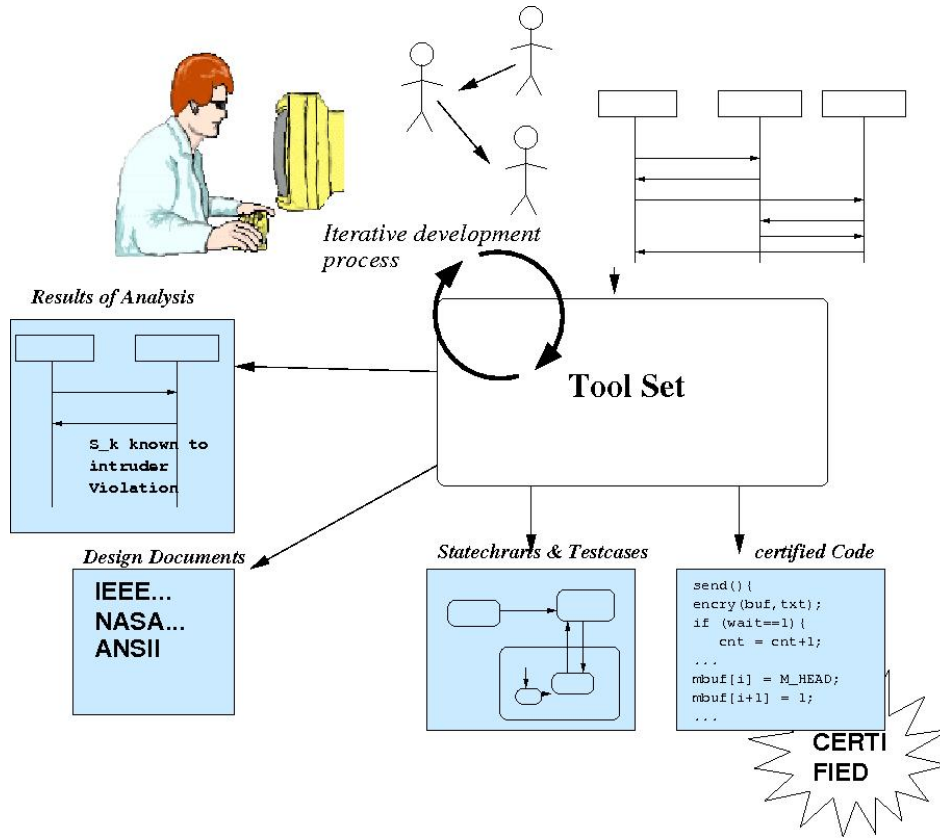 Iterative development
process
Results of Analysis
Tool Set
S_k known to
intruder
Violation
Design Documents
IEEE...
NASA...
ANSII
Statechrarts & Testcases
certified Code
send(){
encry(buf,txt);
if (wait==1){
cnt = cnt+1;
...
mbuf[i] = M_HEAD;
mbuf[i+1] = 1;
...
CERTI
FIED